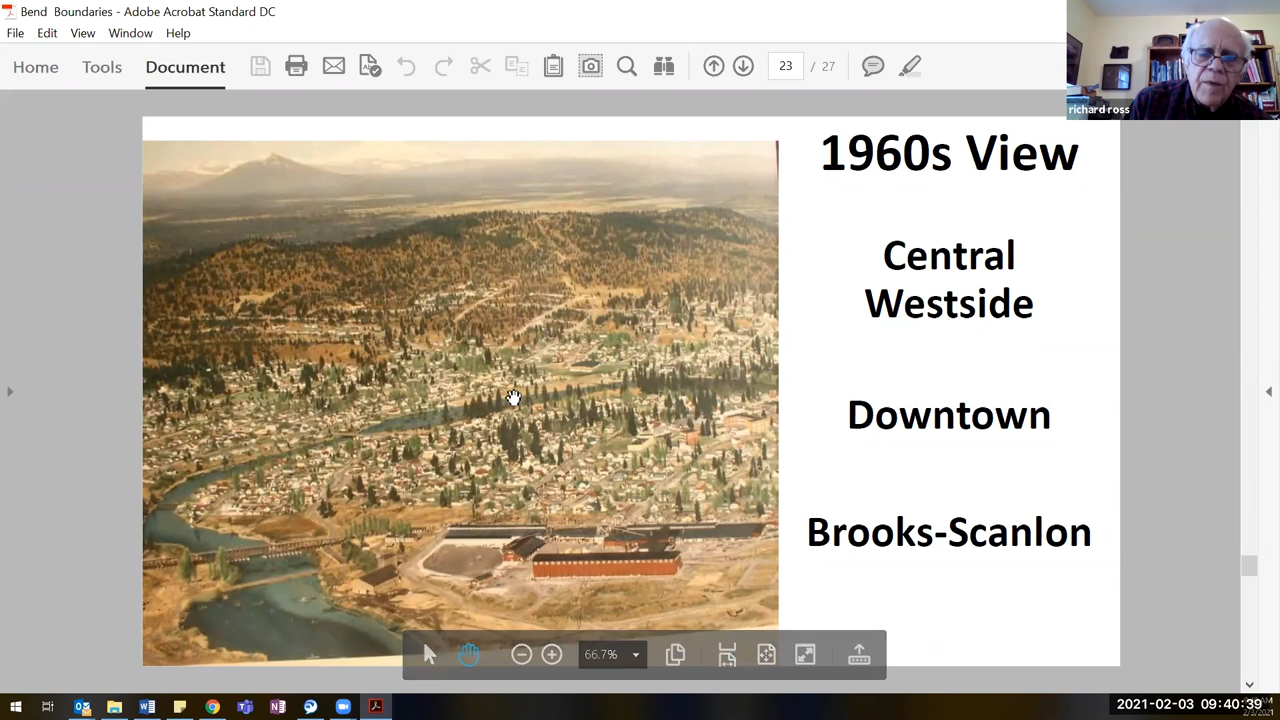 Bend Boundaries - Adobe Acrobat Standard DC
File Edit View Window Help
Home Tools Document 23 / 27
richard ross
1960s View
Central
Westside
Downtown
Brooks-Scanlon
66.7%
2021-02-03 09:40:39